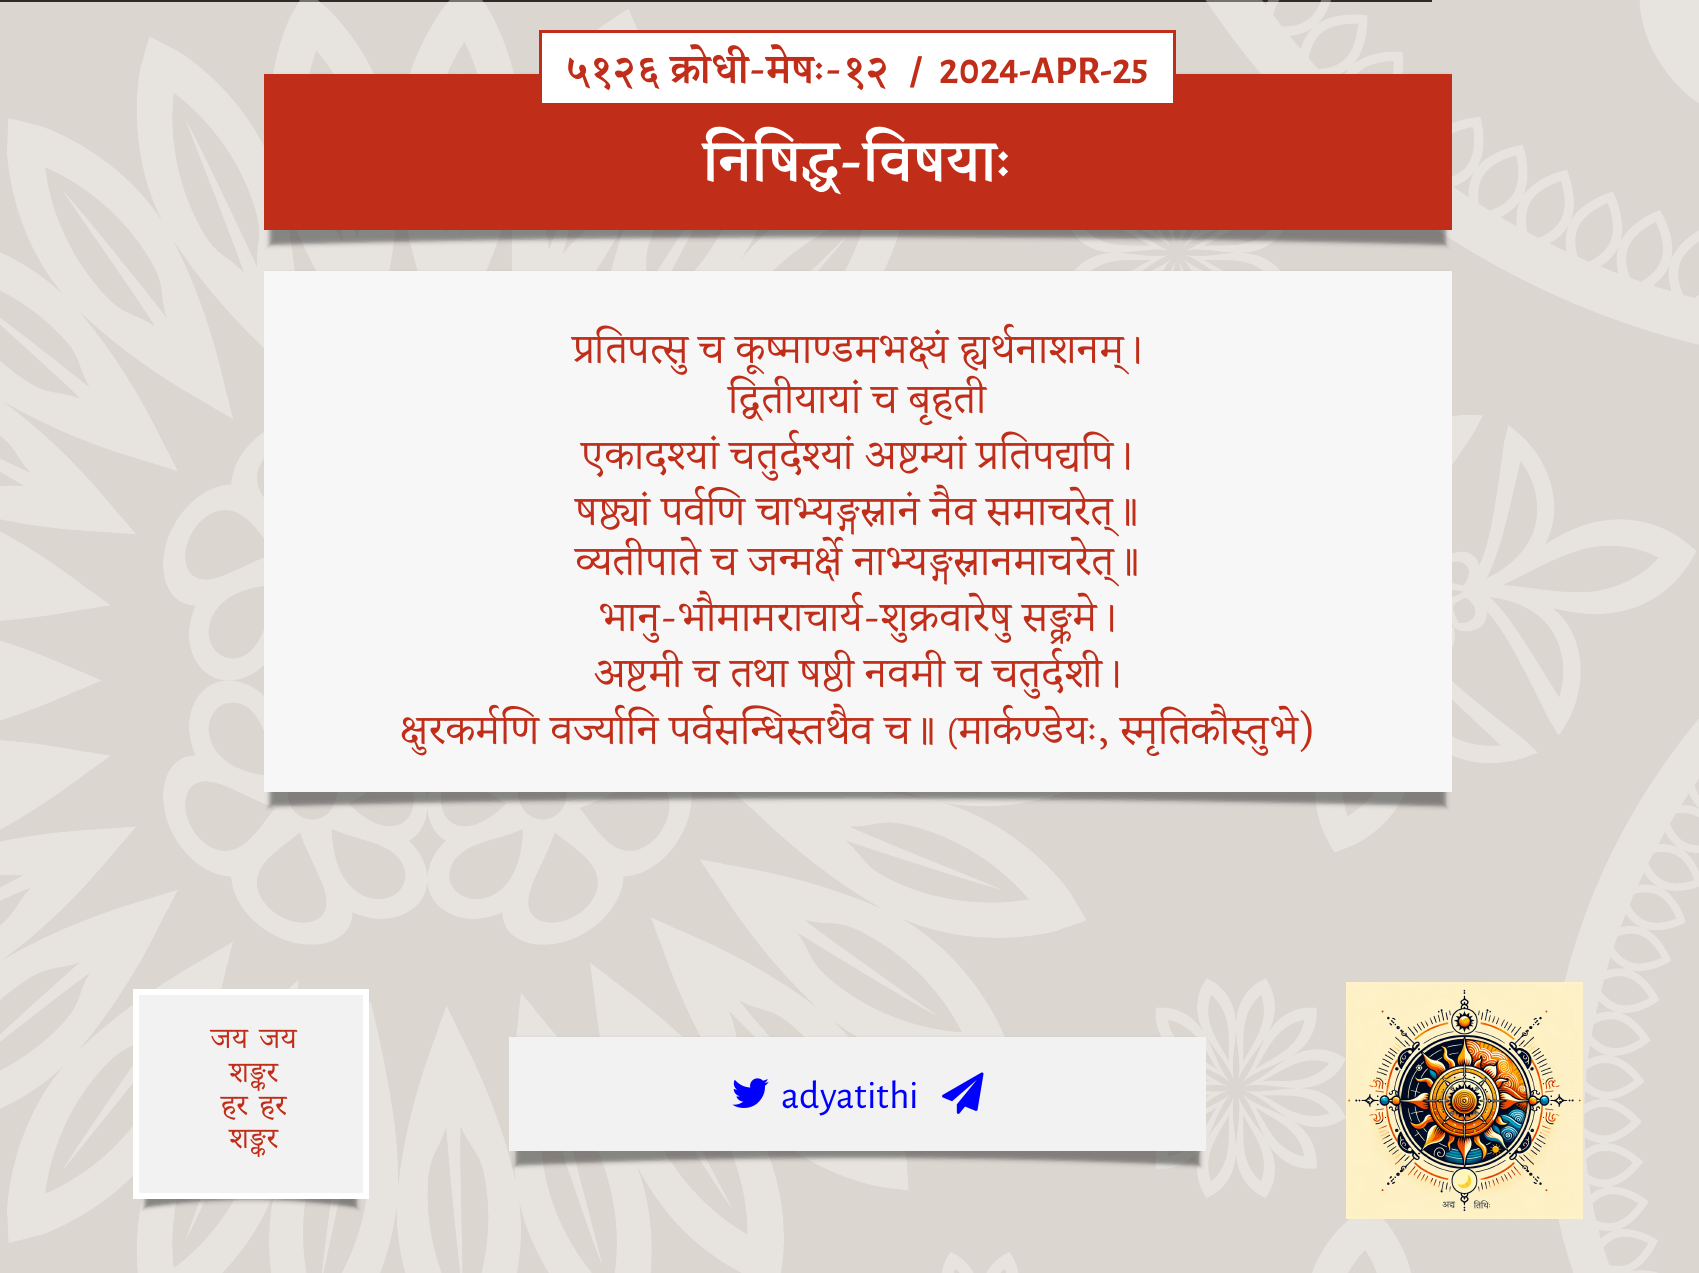 ५१२६ क्रोधी-मेषः-१२ / 2024-APR-25
निषिद्ध-विषयाः
प्रतिपत्सु च कूष्माण्डमभक्ष्यं ह्यर्थनाशनम्।
द्वितीयायां च बृहती
एकादश्यां चतुर्दश्यां अष्टम्यां प्रतिपद्यपि।
षष्ठ्यां पर्वणि चाभ्यङ्गस्नानं नैव समाचरेत्॥
व्यतीपाते च जन्मर्क्षे नाभ्यङ्गस्नानमाचरेत्॥
भानु-भौमामराचार्य-शुक्रवारेषु सङ्क्रमे।
अष्टमी च तथा षष्ठी नवमी च चतुर्दशी।
क्षुरकर्मणि वर्ज्यानि पर्वसन्धिस्तथैव च॥ (मार्कण्डेयः, स्मृतिकौस्तुभे)
जय जय
शङ्कर
हर हर
शङ्कर
adyatithi
अद्य तिथिः